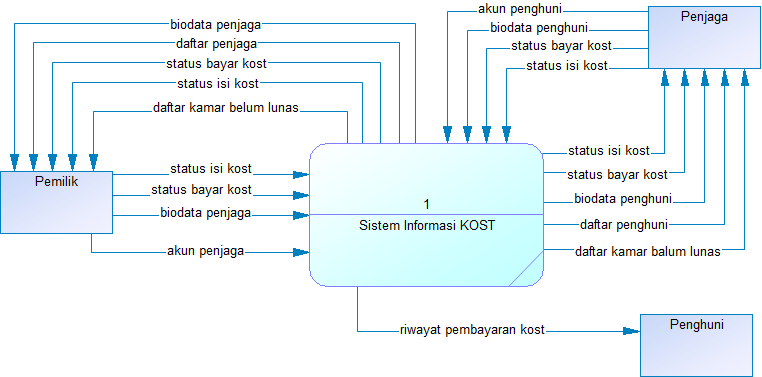 biodata penjaga
daftar penjaga
status bayar kost
status isi kost
daftar kamar belum lunas
akun penghuni
biodata penghuni
status bayar kost
status isi kost
Penjaga
Pemilik
status isi kost
status bayar kost
biodata penjaga
akun penjaga
1
Sistem Informasi KOST
status isi kost
status bayar kost
biodata penghuni
daftar penghuni
daftar kamar balum lunas
riwayat pembayaran kost
Penghuni